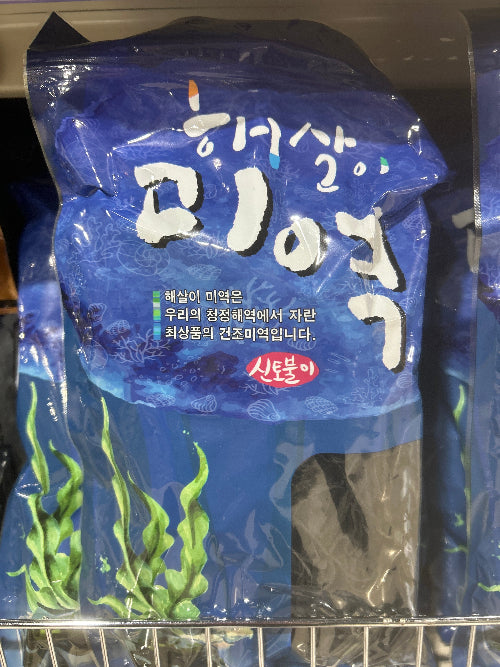 해살이
미역
해살이 미역은
우리의 청정해역에서 자란
최상품의 건조미역입니다.
신토불이